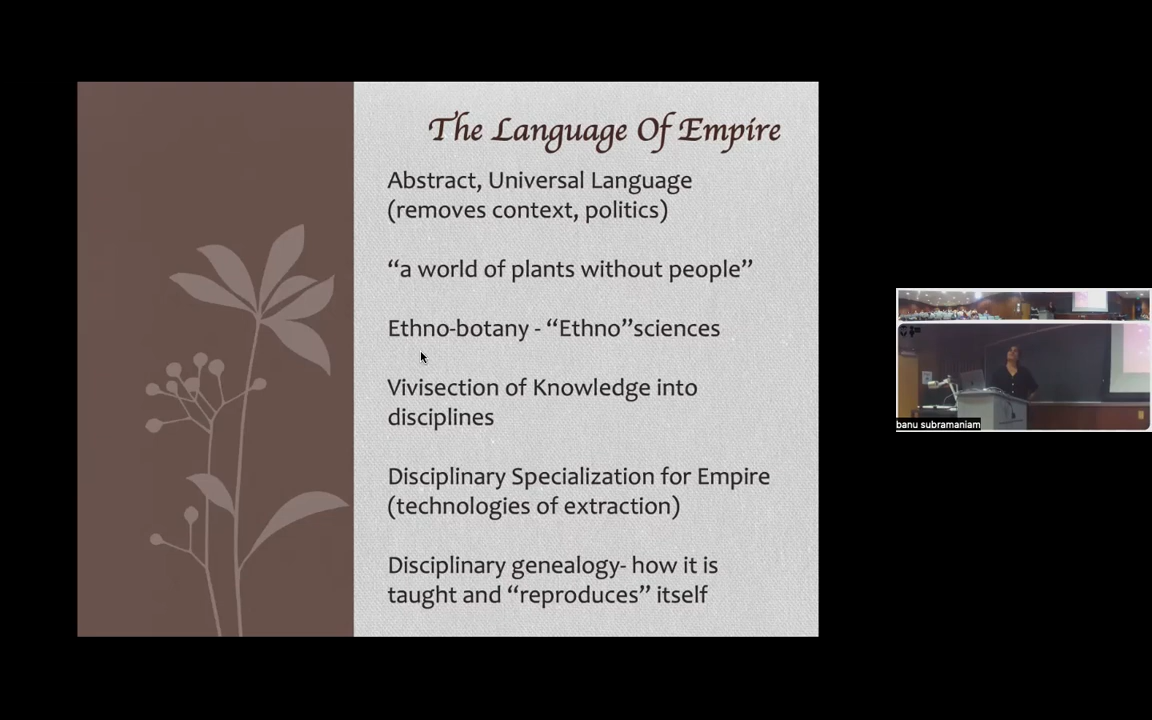 The Language Of Empire
Abstract, Universal Language
(removes context, politics)
“a world of plants without people”
Ethno-botany - “Ethno”sciences
Vivisection of Knowledge into
disciplines
Disciplinary Specialization for Empire
(technologies of extraction)
Disciplinary genealogy- how it is
taught and “reproduces” itself
banu subramaniam